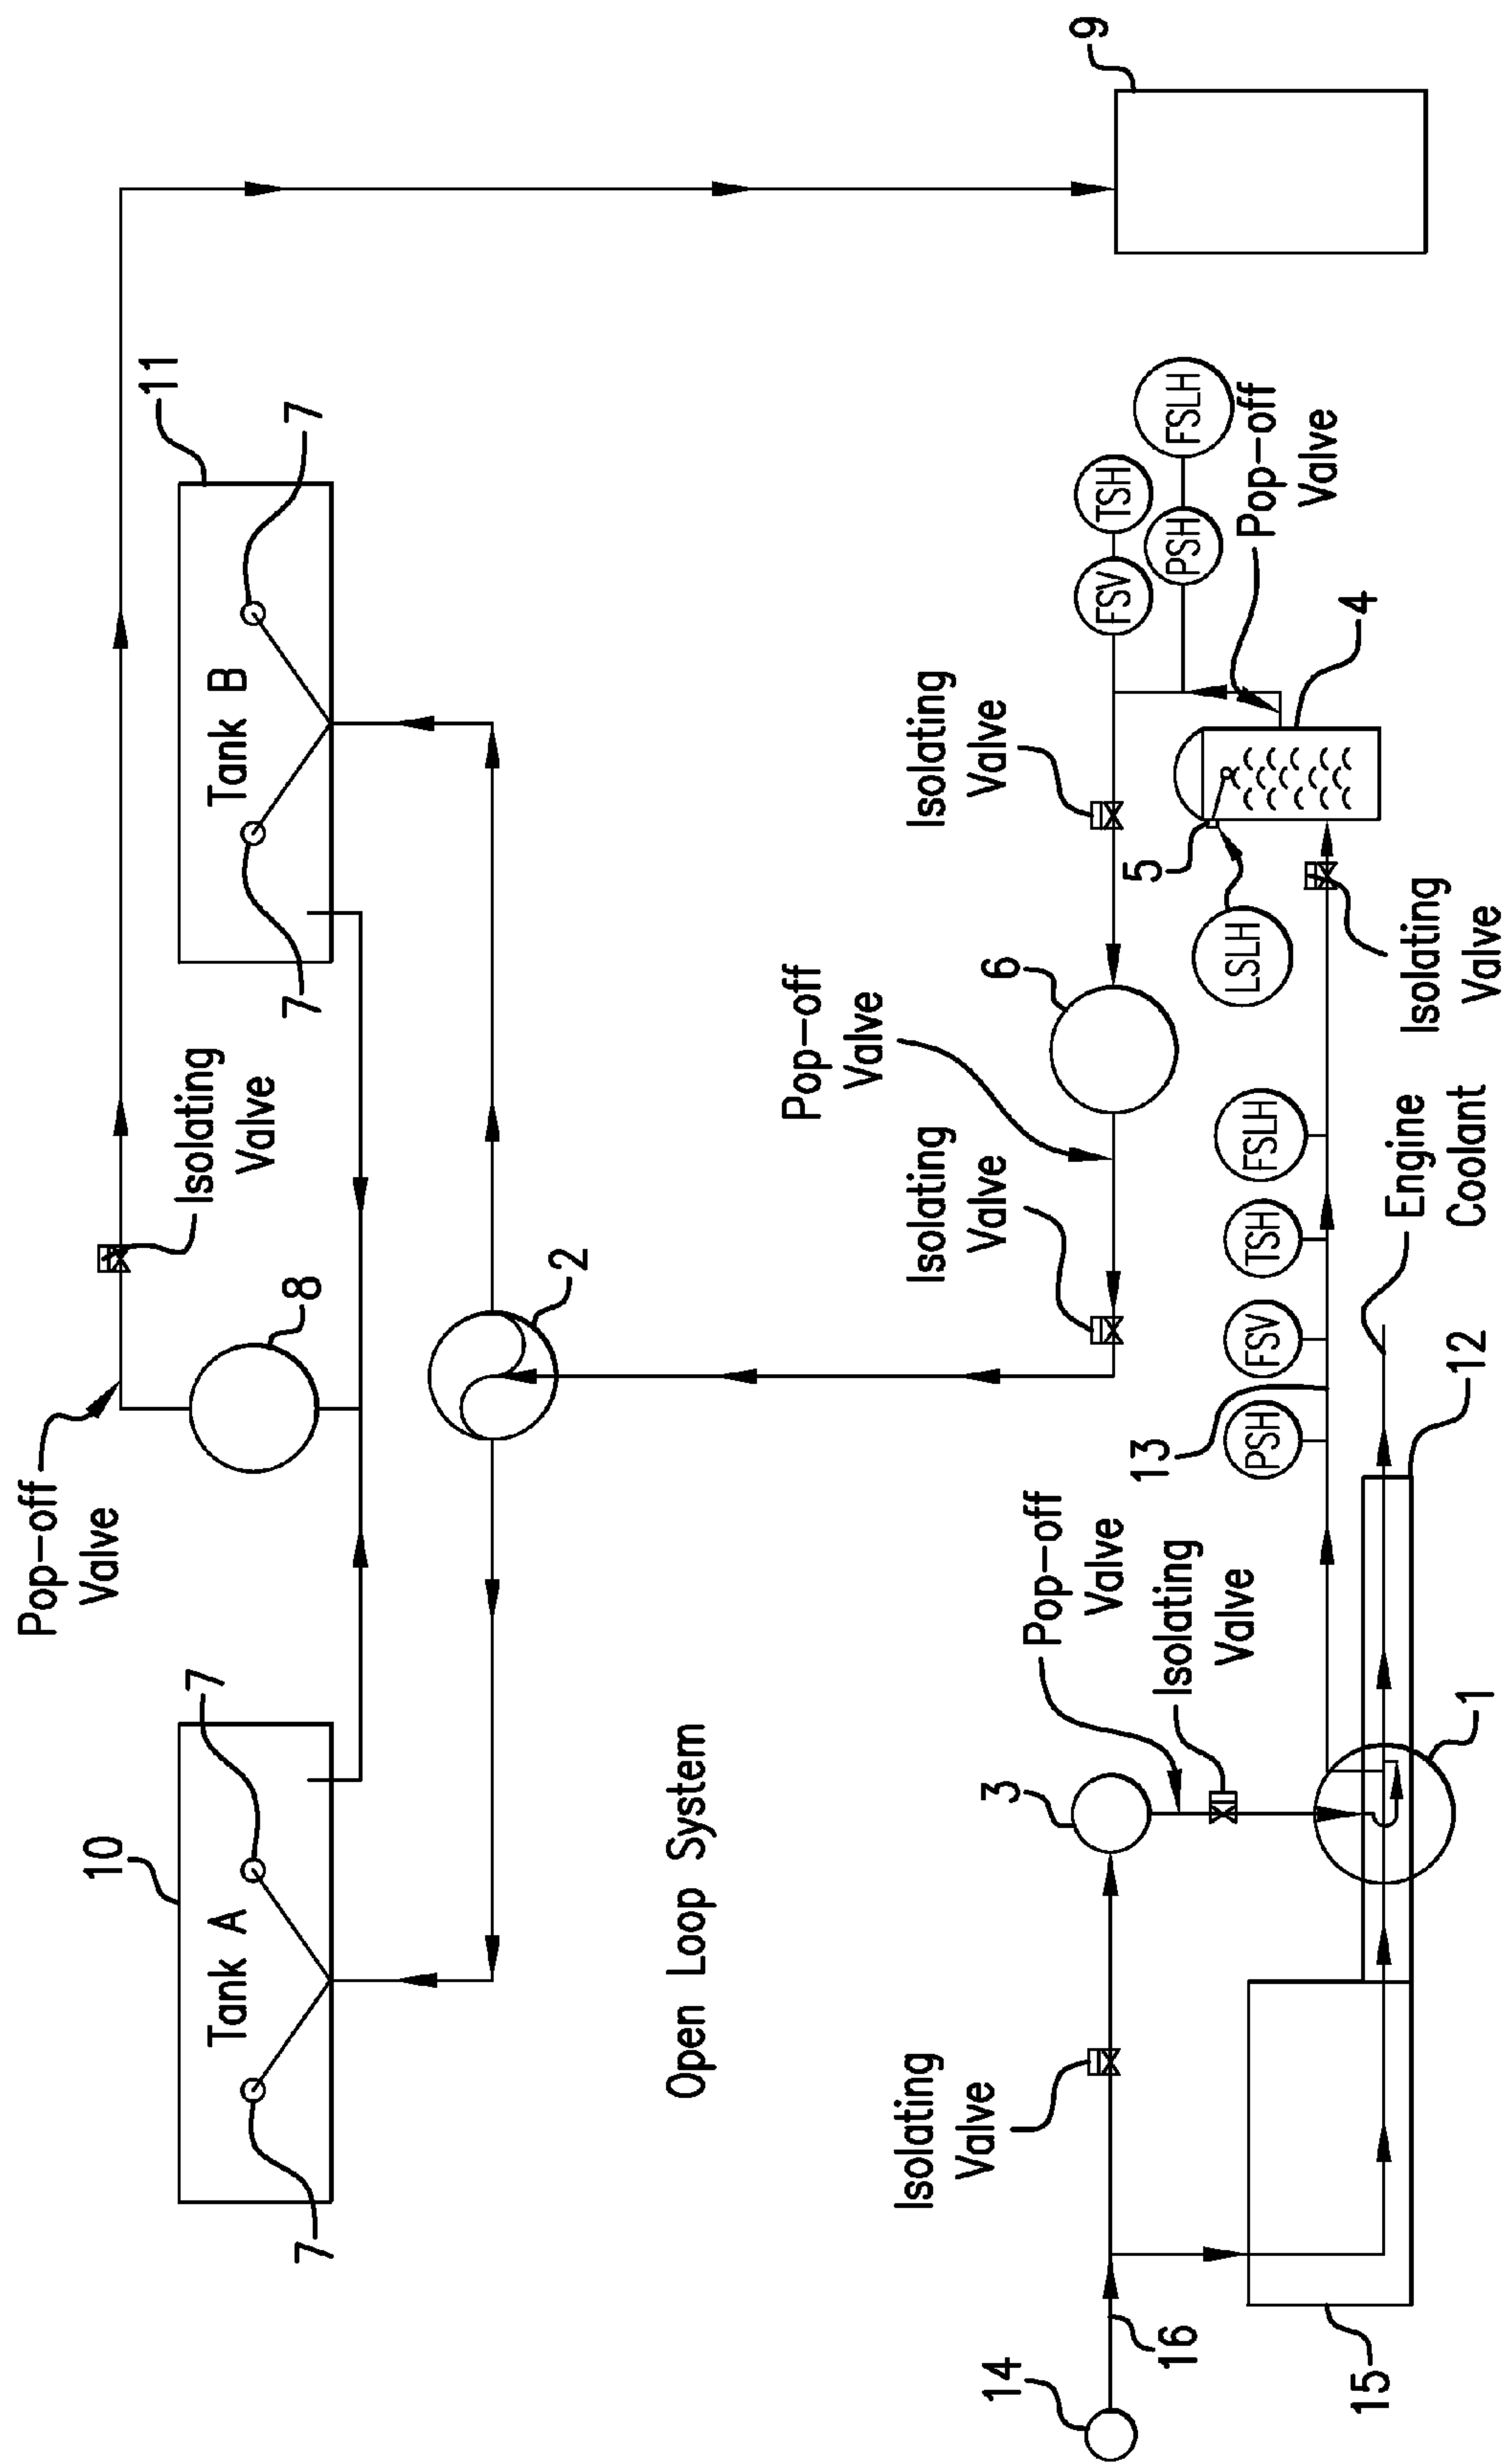 10
7
7
Tank A
Pop-off
Valve
8
Isolating
Valve
11
7
7
Tank B
2
9
Open Loop System
14
16
15
Isolating
Valve
3
Pop-off
Valve
Isolating
Valve
1
13
PSH
FSV
TSH
FSLH
12
Engine
Coolant
Isolating
Valve
Pop-off
Valve
6
Isolating
Valve
5
LSLH
Isolating
Valve
4
FSV
TSH
PSH
FSLH
Pop-off
Valve